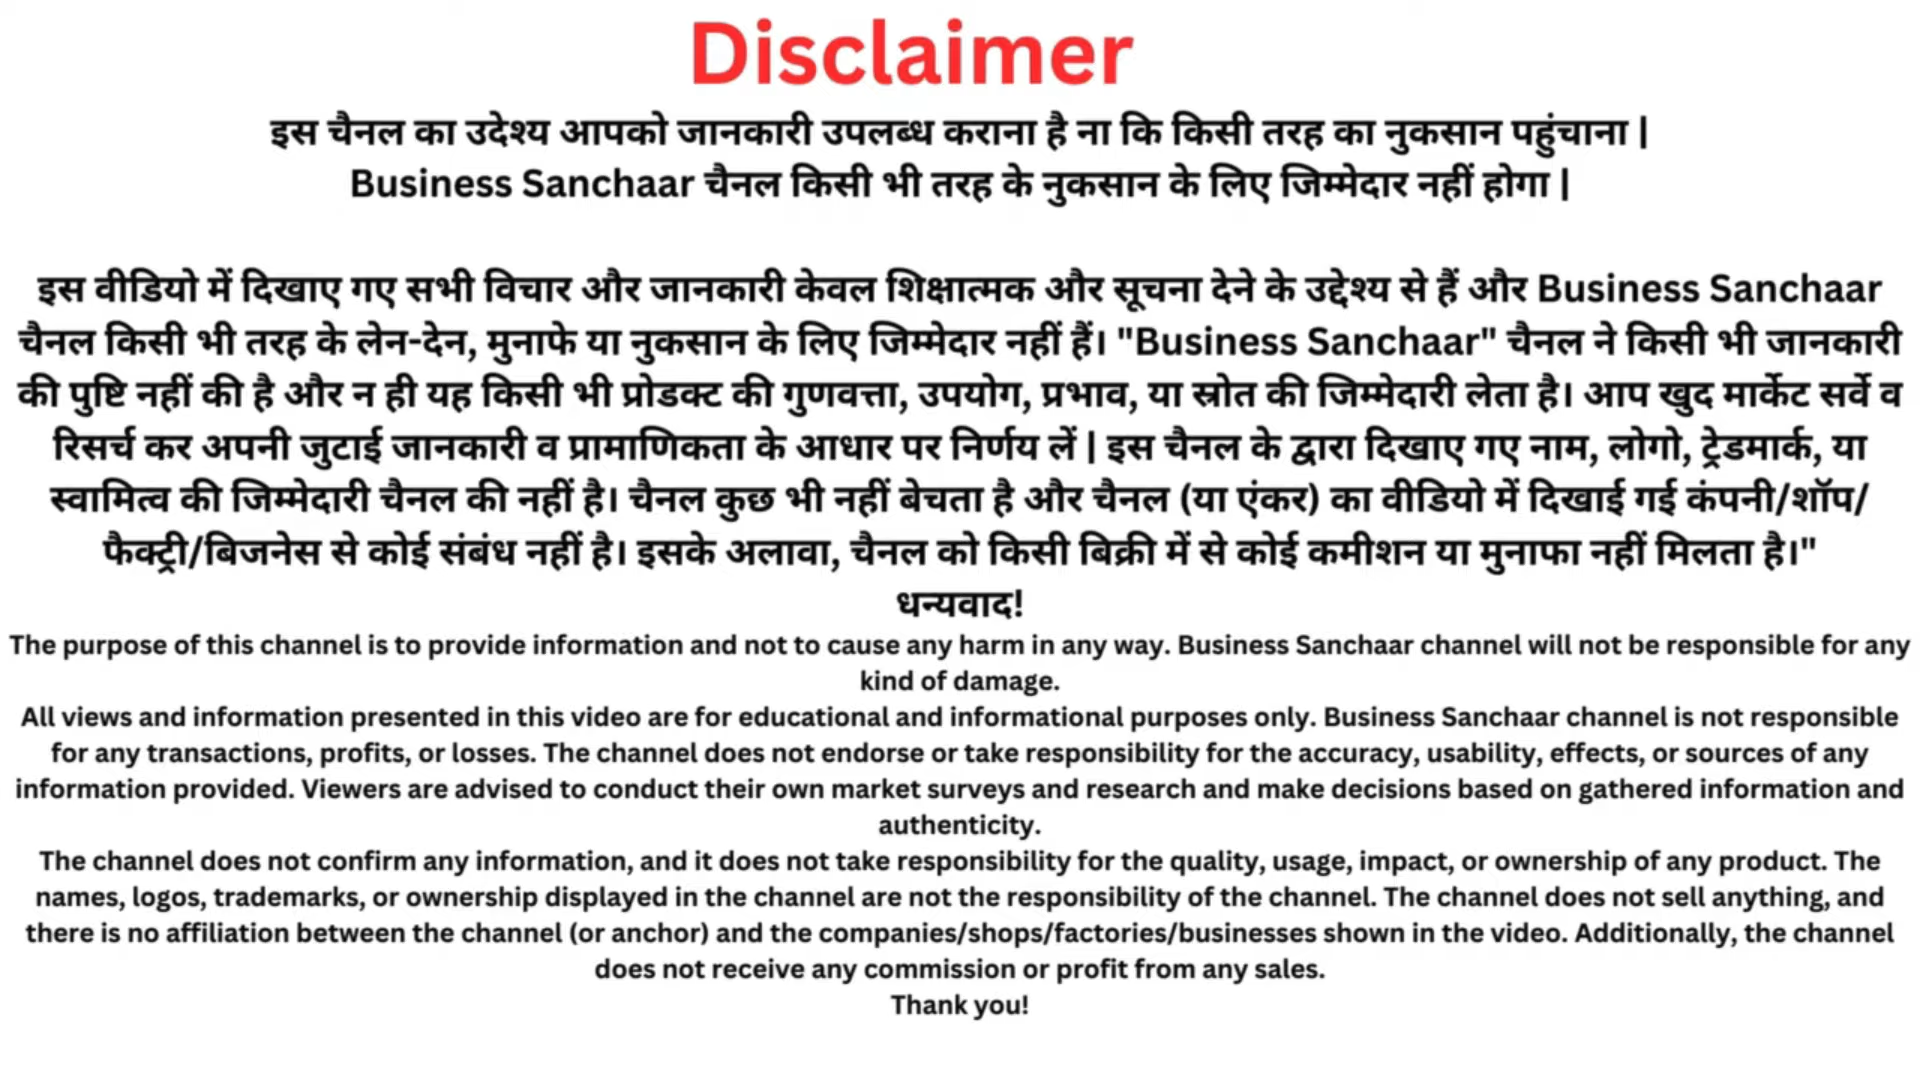 Disclaimer
इस चैनल का उदेश्य आपको जानकारी उपलब्ध कराना है ना कि किसी तरह का नुकसान पहुंचाना |
Business Sanchaar चैनल किसी भी तरह के नुकसान के लिए जिम्मेदार नहीं होगा |
इस वीडियो में दिखाए गए सभी विचार और जानकारी केवल शिक्षात्मक और सूचना देने के उद्देश्य से हैं और Business Sanchaar
चैनल किसी भी तरह के लेन-देन, मुनाफे या नुकसान के लिए जिम्मेदार नहीं हैं। "Business Sanchaar" चैनल ने किसी भी जानकारी
की पुष्टि नहीं की है और न ही यह किसी भी प्रोडक्ट की गुणवत्ता, उपयोग, प्रभाव, या स्रोत की जिम्मेदारी लेता है। आप खुद मार्केट सर्वे व
रिसर्च कर अपनी जुटाई जानकारी व प्रामाणिकता के आधार पर निर्णय लें | इस चैनल के द्वारा दिखाए गए नाम, लोगो, ट्रेडमार्क, या
स्वामित्व की जिम्मेदारी चैनल की नहीं है। चैनल कुछ भी नहीं बेचता है और चैनल (या एंकर) का वीडियो में दिखाई गई कंपनी/शॉप/
फैक्ट्री/बिजनेस से कोई संबंध नहीं है। इसके अलावा, चैनल को किसी बिक्री में से कोई कमीशन या मुनाफा नहीं मिलता है।"
धन्यवाद!
The purpose of this channel is to provide information and not to cause any harm in any way. Business Sanchaar channel will not be responsible for any
kind of damage.
All views and information presented in this video are for educational and informational purposes only. Business Sanchaar channel is not responsible
for any transactions, profits, or losses. The channel does not endorse or take responsibility for the accuracy, usability, effects, or sources of any
information provided. Viewers are advised to conduct their own market surveys and research and make decisions based on gathered information and
authenticity.
The channel does not confirm any information, and it does not take responsibility for the quality, usage, impact, or ownership of any product. The
names, logos, trademarks, or ownership displayed in the channel are not the responsibility of the channel. The channel does not sell anything, and
there is no affiliation between the channel (or anchor) and the companies/shops/factories/businesses shown in the video. Additionally, the channel
does not receive any commission or profit from any sales.
Thank you!